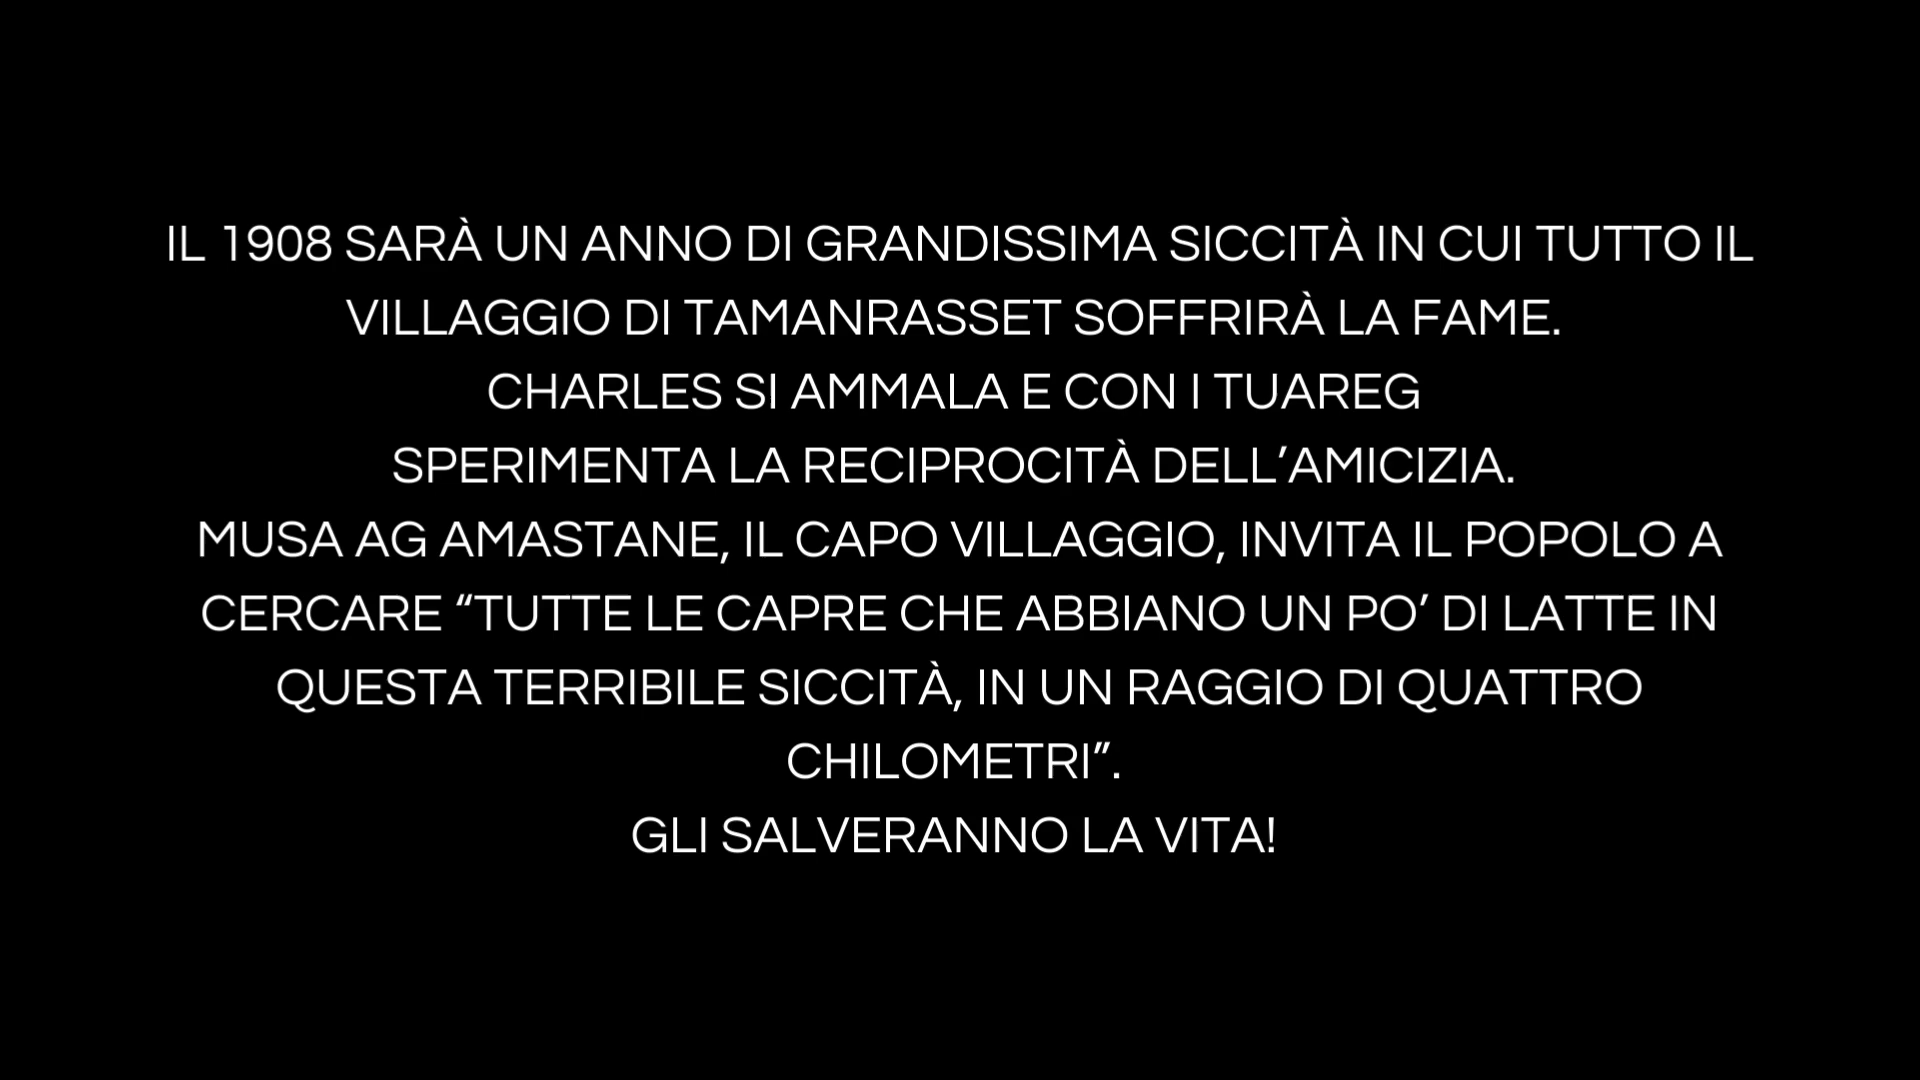 IL 1908 SARÀ UN ANNO DI GRANDISSIMA SICCITÀ IN CUI TUTTO IL
VILLAGGIO DI TAMANRASSET SOFFRIRÀ LA FAME.
CHARLES SI AMMALA E CON I TUAREG
SPERIMENTA LA RECIPROCITÀ DELL’AMICIZIA.
MUSA AG AMASTANE, IL CAPO VILLAGGIO, INVITA IL POPOLO A
CERCARE “TUTTE LE CAPRE CHE ABBIANO UN PO’ DI LATTE IN
QUESTA TERRIBILE SICCITÀ, IN UN RAGGIO DI QUATTRO
CHILOMETRI”.
GLI SALVERANNO LA VITA!